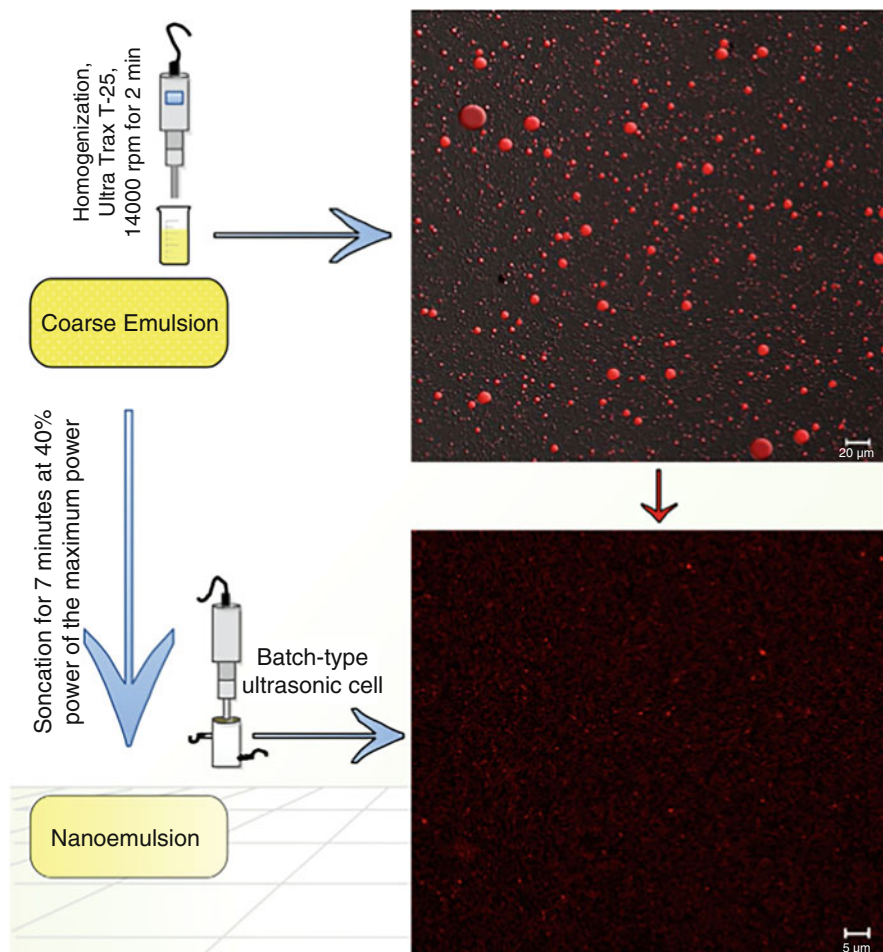 Homogenization,
Ultra Trax T-25,
14000 rpm for 2 min
Coarse Emulsion
20 µm
Soncation for 7 minutes at 40%
power of the maximum power
Batch-type
ultrasonic cell
Nanoemulsion
5 µm